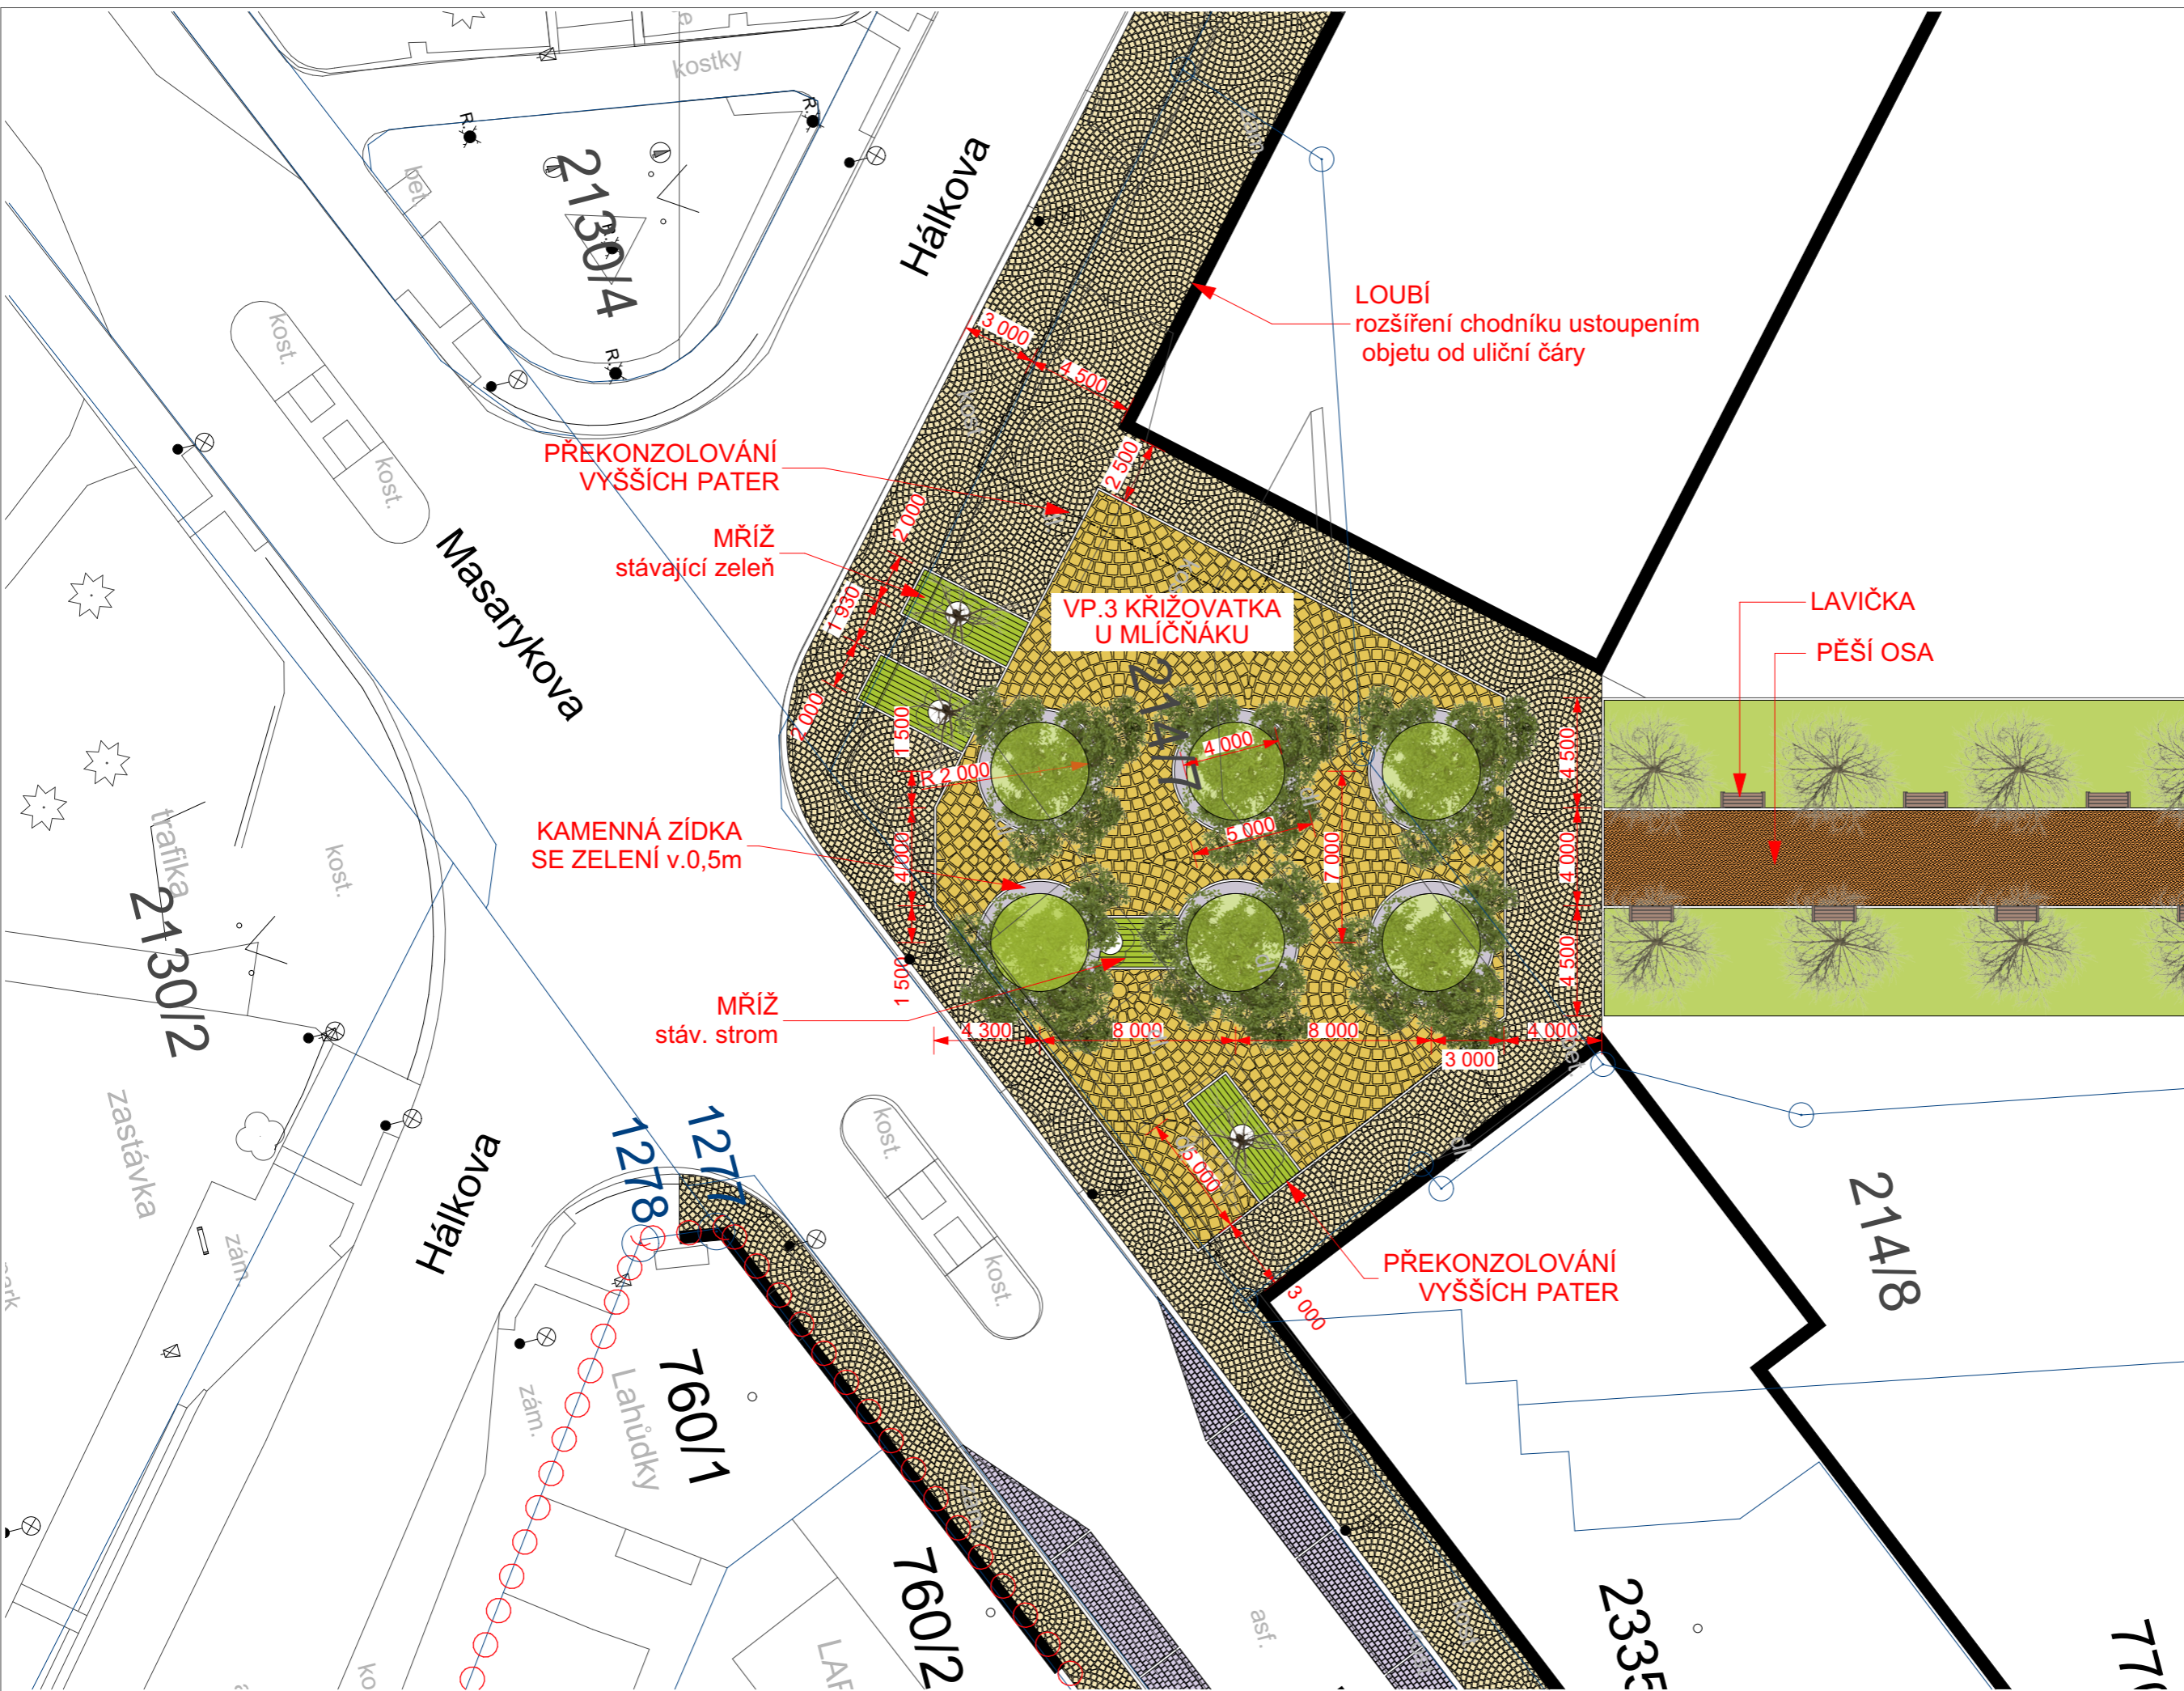 kostky
Hálkova
R.
R.
R.
R.
bet.
2130/4
kost.
kost.
LOUBÍ
rozšíření chodníku ustoupením
objetu od uliční čáry
3 000
4 500
2 500
PŘEKONZOLOVÁNÍ
VYŠŠÍCH PATER
MŘÍŽ
stávající zeleň
2 000
1 930
2 000
Masarykova
VP.3 KŘIŽOVATKA
U MLÍČŇÁKU
214/7
LAVIČKA
PĚŠÍ OSA
1 500
R 2 000
4 000
5 000
7 000
4 500
4 000
4 500
KAMENNÁ ZÍDKA
SE ZELENÍ v.0,5m
4 000
1 500
MŘÍŽ
stáv. strom
4 300
8 000
8 000
3 000
4 000
trafika
kost.
2130/2
zastávka
zám.
Hálkova
1278
1277
kost.
kost.
5 000
3 000
PŘEKONZOLOVÁNÍ
VYŠŠÍCH PATER
214/8
zám.
Lahůdky
760/1
760/2
asf.
2335